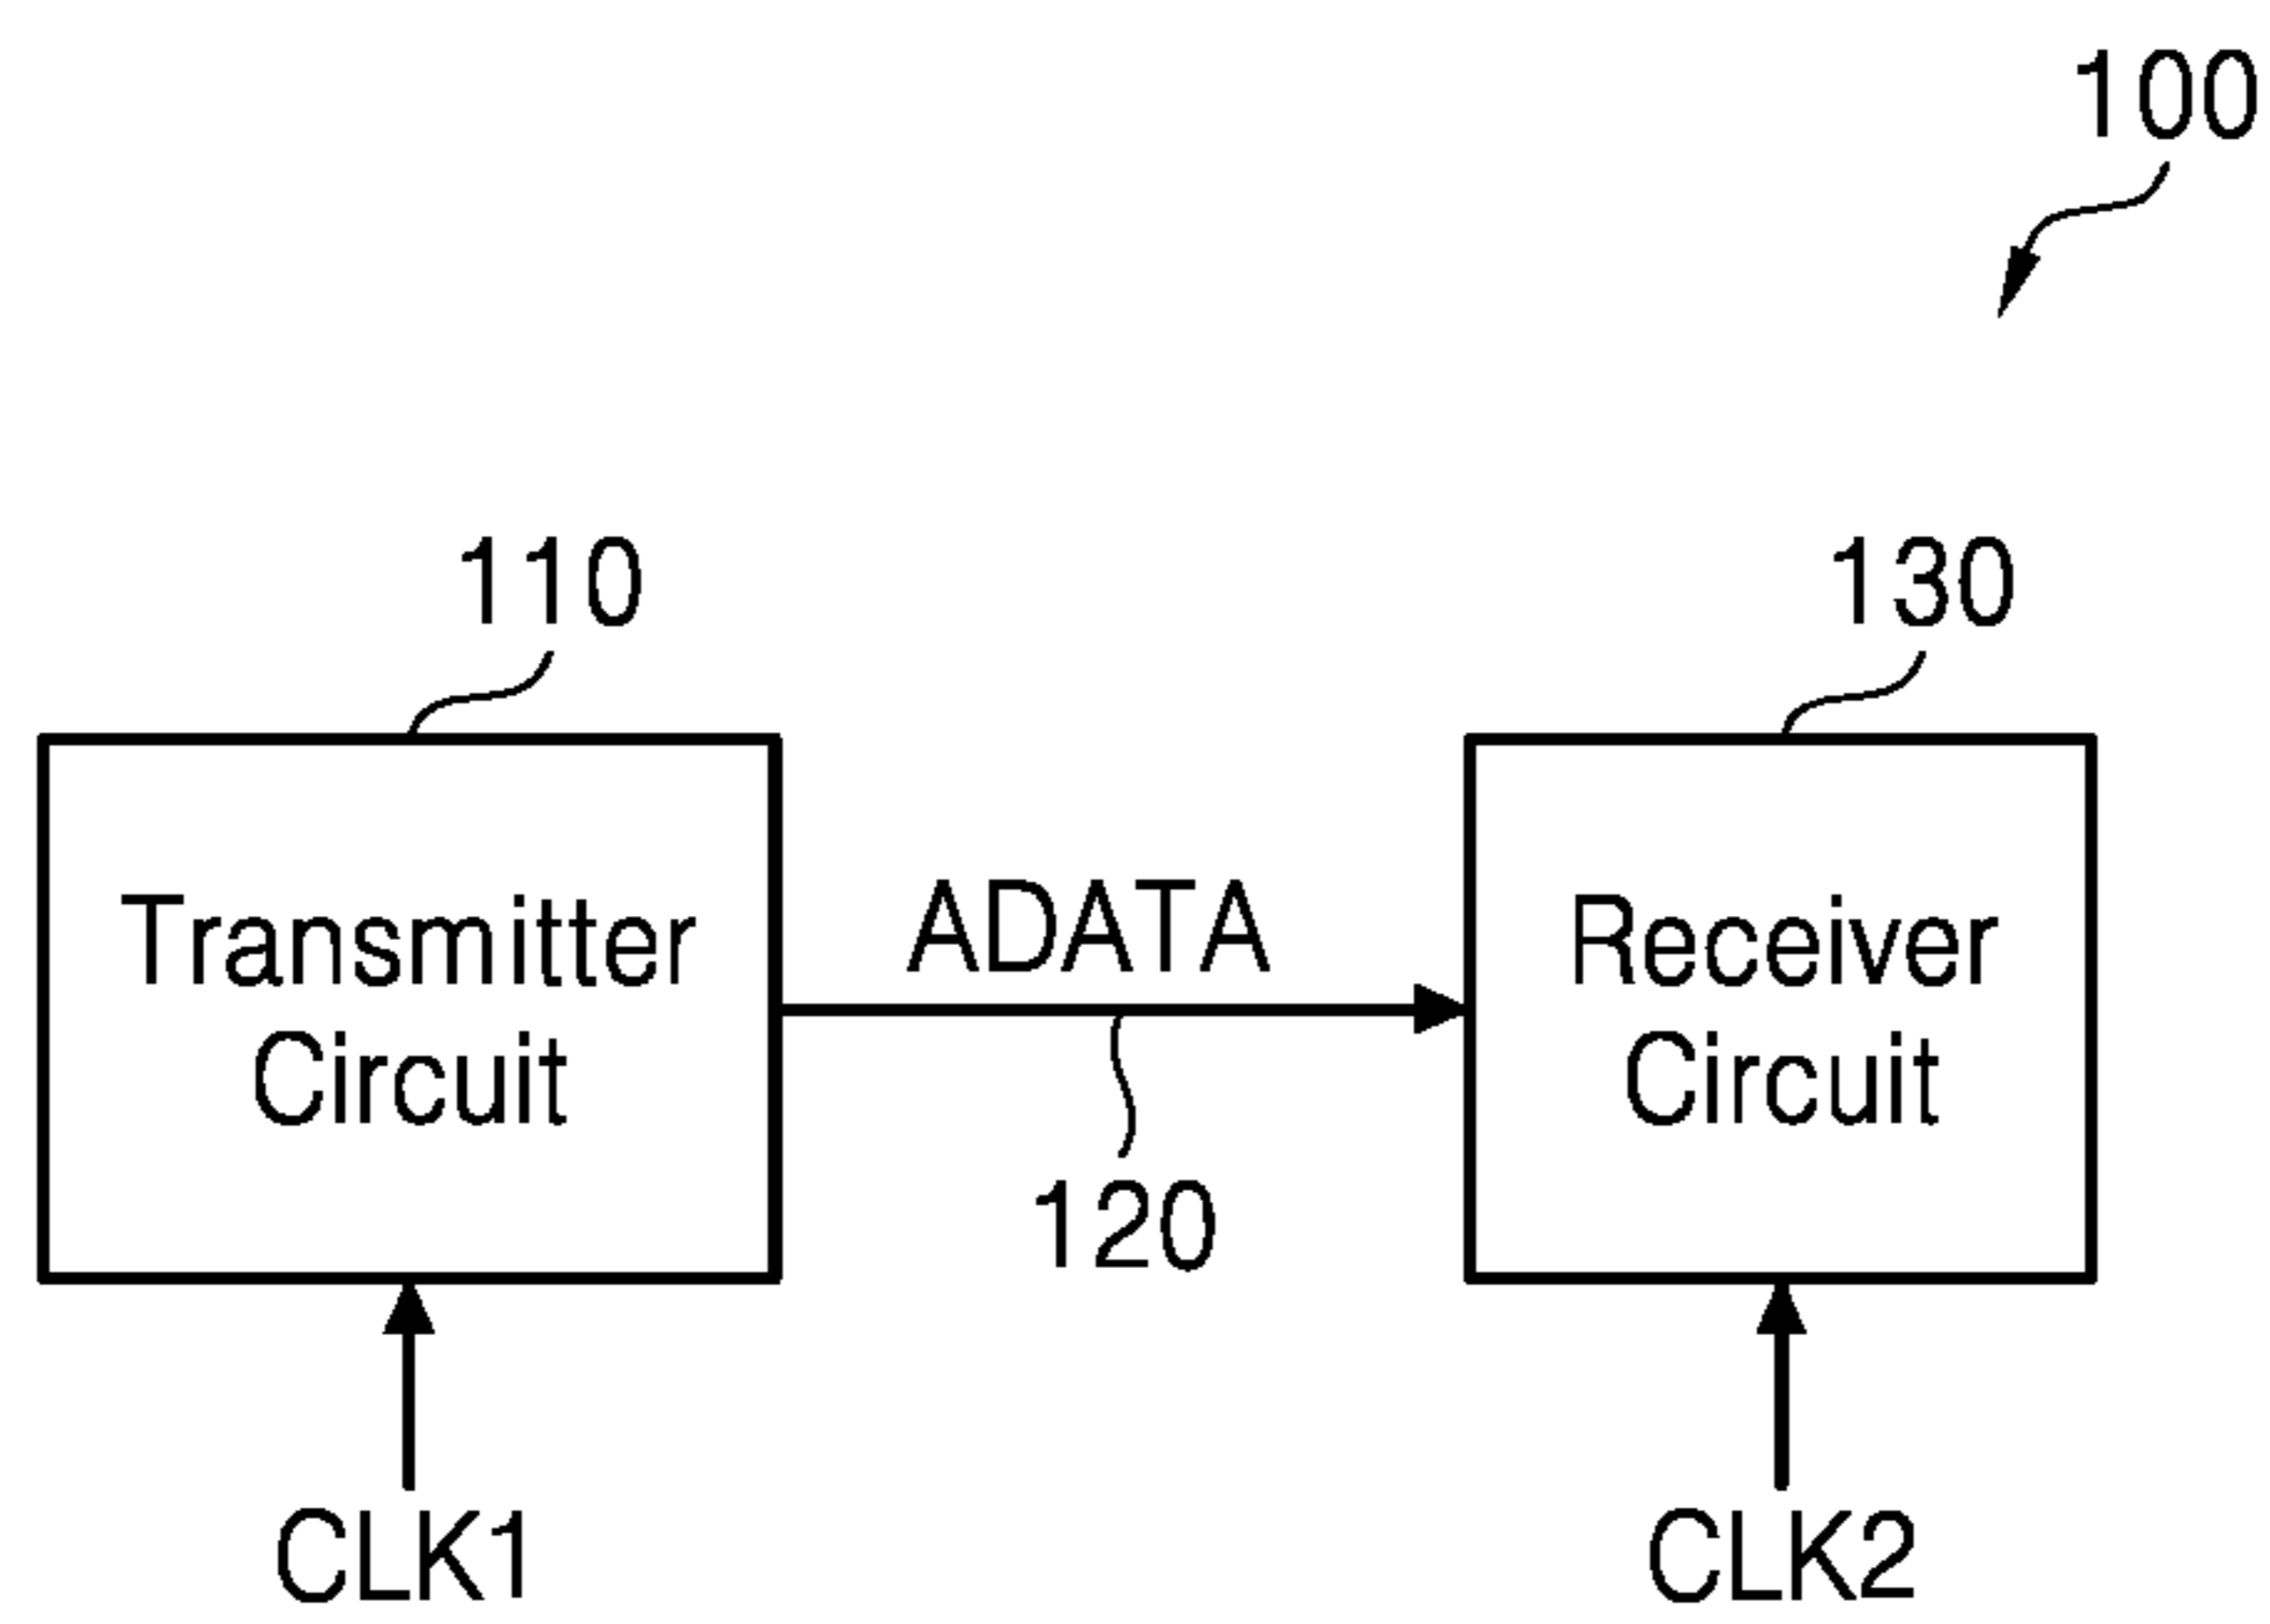 100
110
130
Transmitter
Circuit
ADATA
Receiver
Circuit
120
CLK1
CLK2